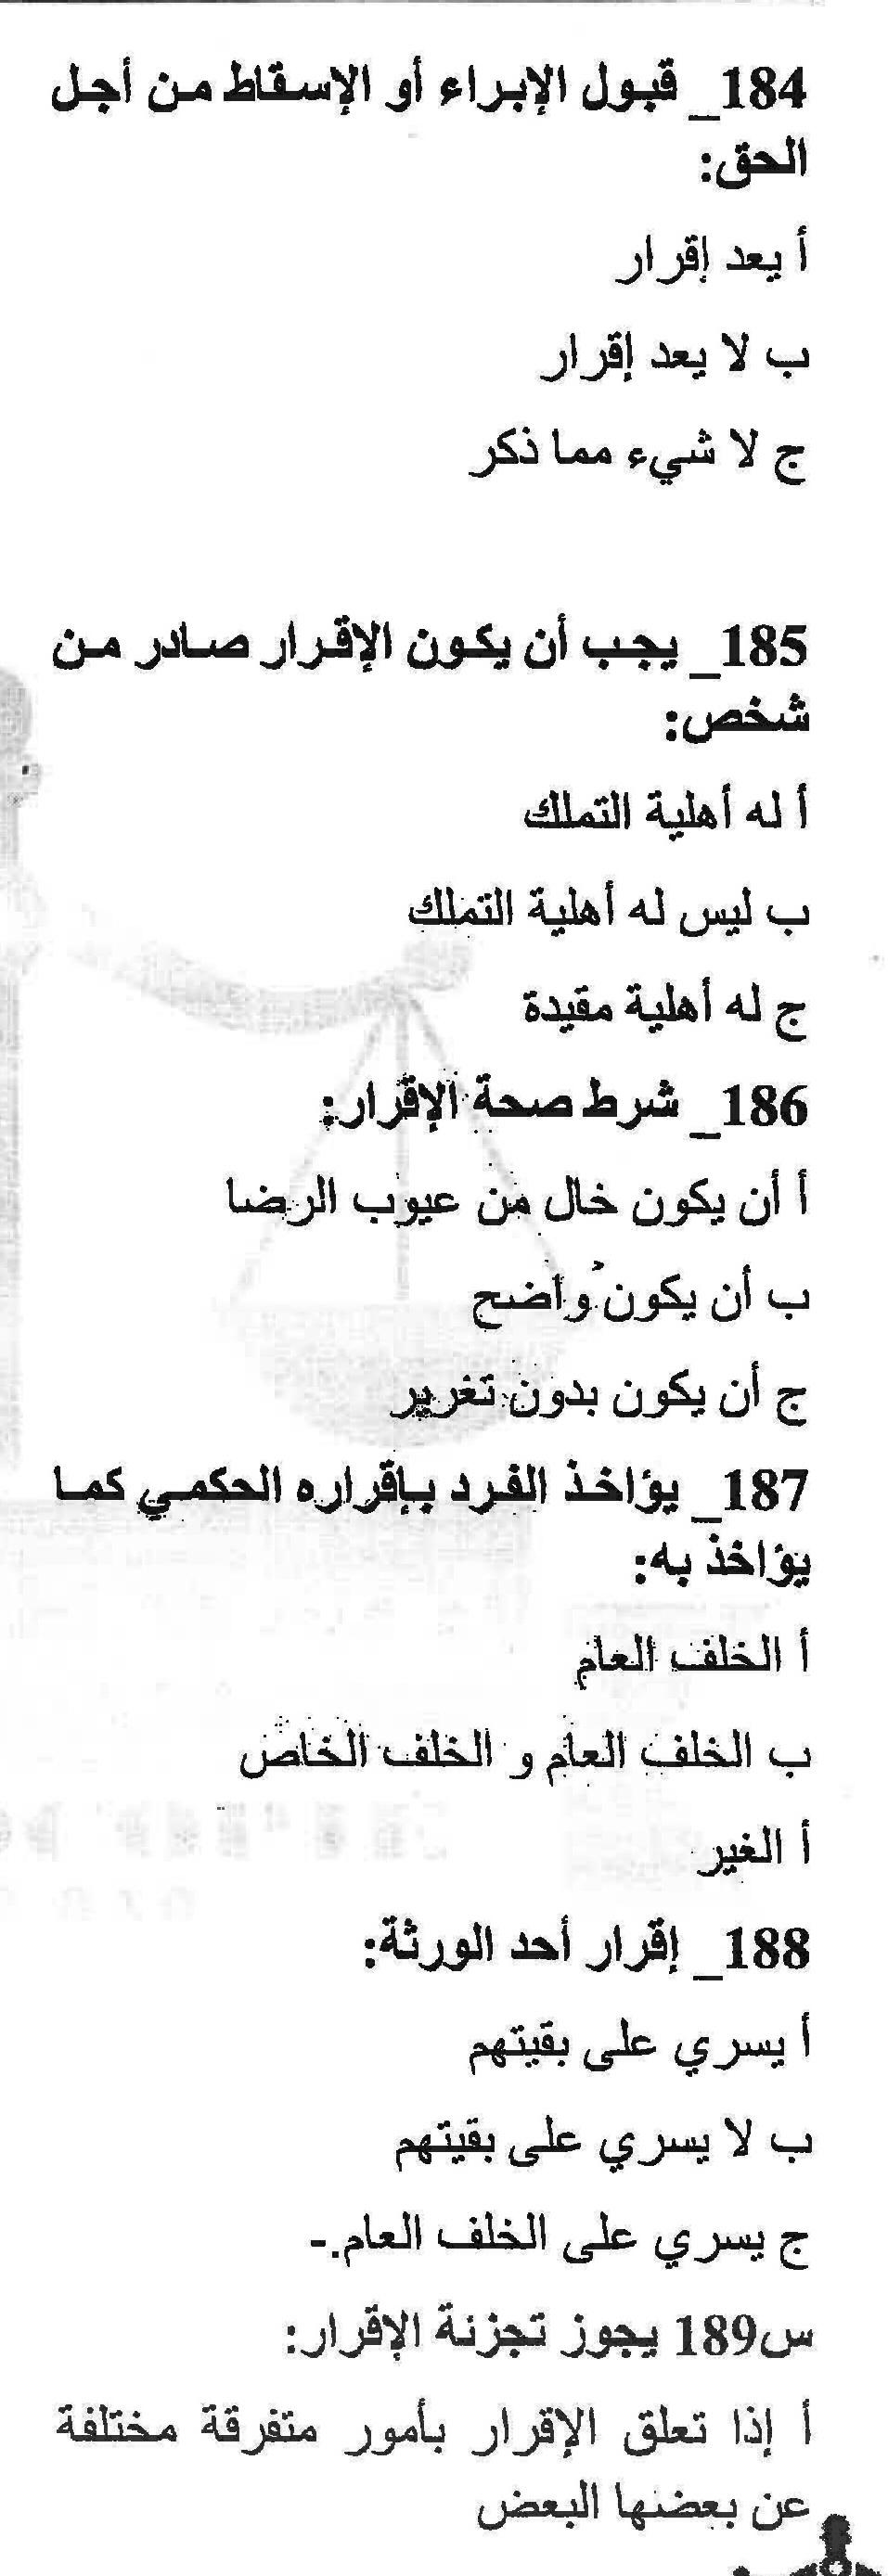 184_ قبول الإبراء أو الإسقاط من أجل
الحق:
أ يعد إقرار
ب لا يعد إقرار
ج لا شيء مما ذكر
185_ يجب أن يكون الإقرار صادر من
شخص:
أ له أهلية التملك
ب ليس له أهلية التملك
ج له أهلية مقيدة
186_ شرط صحة الإقرار:
أ أن يكون خال من عيوب الرضا
ب أن يكون واضح
ج أن يكون بدون تغرير
187_ يؤاخذ الفرد بإقراره الحكمي كما
يؤاخذ به:
أ الخلف العام
ب الخلف العام و الخلف الخاص
أ الغير
188_ إقرار أحد الورثة:
أ يسري على بقيتهم
ب لا يسري على بقيتهم
ج يسري على الخلف العام.-
س189 يجوز تجزئة الإقرار:
أ إذا تعلق الإقرار بأمور متفرقة مختلفة
عن بعضها البعض